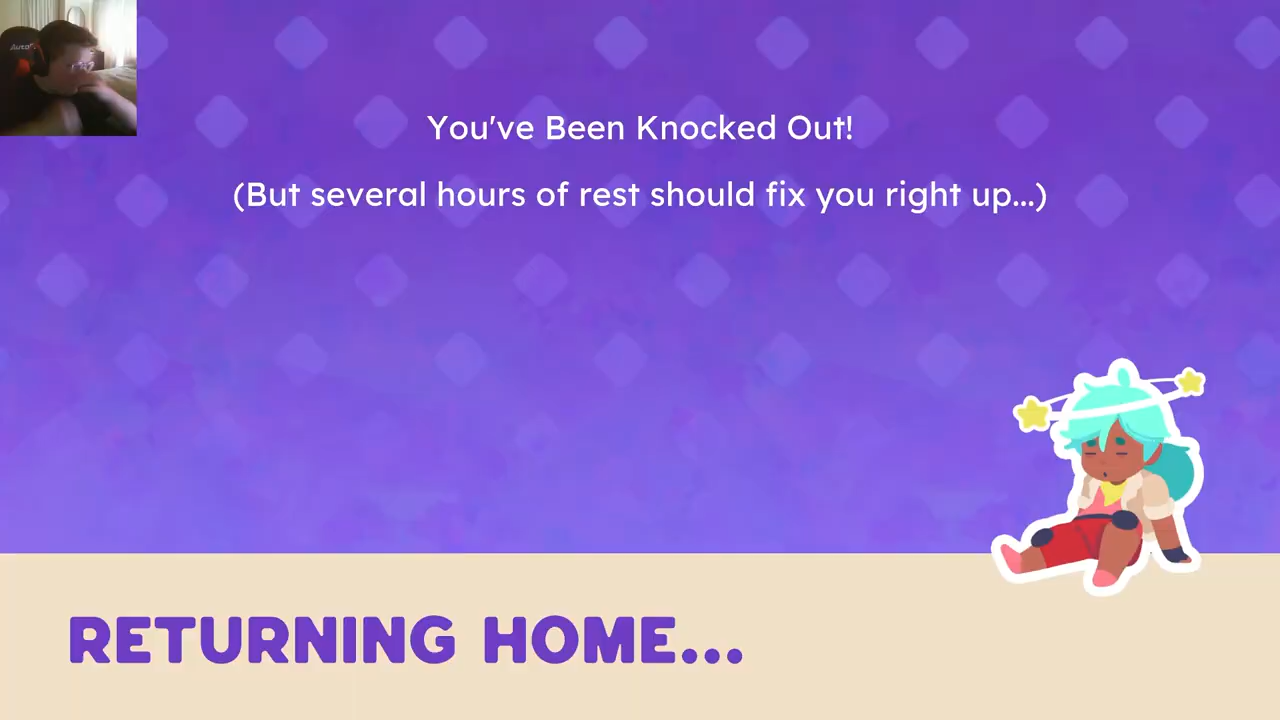 You've Been Knocked Out!
(But several hours of rest should fix you right up...)
RETURNING HOME...